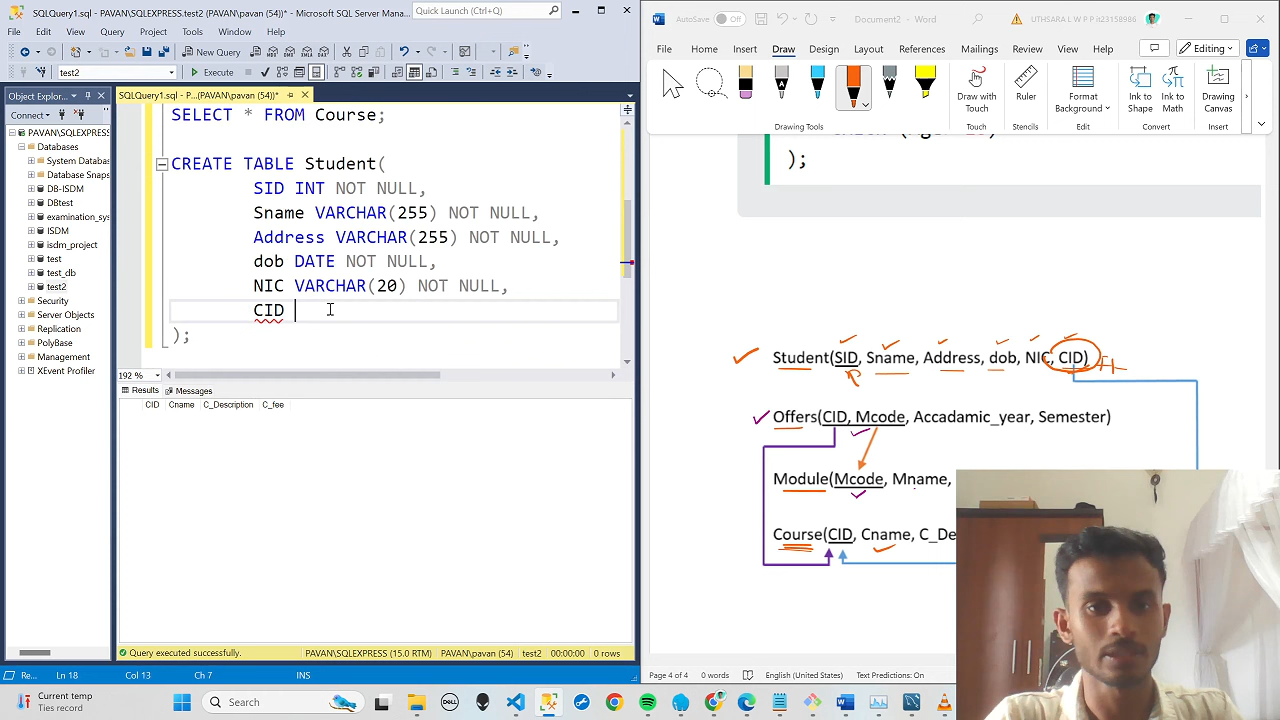 SQLQuery1.sql - PAVAN\SQLEXPRESS.test2 (PAVAN\pavan (54))* - Microsoft SQL Server Mana...
Quick Launch (Ctrl+Q)
File Edit View Query Project Tools Window Help
New Query
test2
Execute
Object Explor...
SQLQuery1.sql - P...(PAVAN\pavan (54))*
Connect
PAVAN\SQLEXPRESS
Databases
System Databas
Database Snaps
DB-ISDM
DBtest
examination_sys
ISDM
isdm_project
test
test_db
test2
Security
Server Objects
Replication
PolyBase
Management
XEvent Profiler
SELECT * FROM Course;
CREATE TABLE Student(
SID INT NOT NULL,
Sname VARCHAR(255) NOT NULL,
Address VARCHAR(255) NOT NULL,
dob DATE NOT NULL,
NIC VARCHAR(20) NOT NULL,
CID
);
192 %
Results Messages
CID Cname C_Description C_fee
Query executed successfully.
PAVAN\SQLEXPRESS (15.0 RTM)
PAVAN\pavan (54)
test2
00:00:00
0 rows
Re...
Ln 18
Col 13
Ch 7
INS
AutoSave Off
Document2 - Word
UTHSARA L W P P it23158986
File Home Insert Draw Design Layout References Mailings Review View Help
Editing
Draw with Touch
Ruler
Format Background
Ink to Shape
Ink to Math
Drawing Canvas
Drawing Tools
Touch
Stencils
Edit
Convert
Insert
);
Student(SID, Sname, Address, dob, NIC, CID)
Offers(CID, Mcode, Accadamic_year, Semester)
Module(Mcode, Mname,
Course(CID, Cname, C_De
Page 4 of 4
English (United States)
Text Predictions: On
Current temp
Ties record
Search